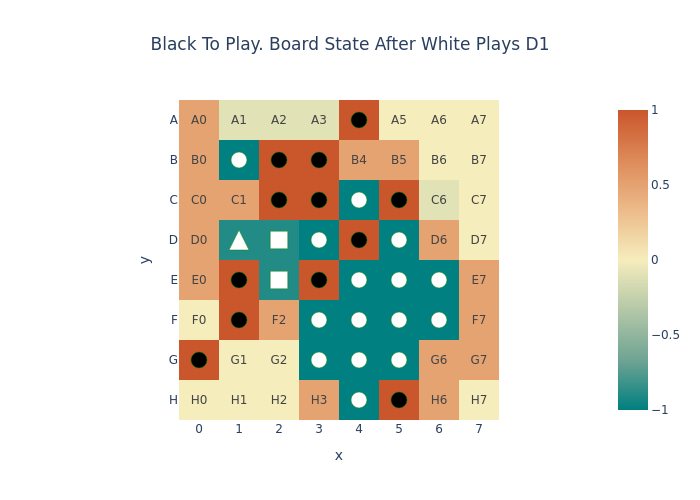 Black To Play. Board State After White Plays D1
A A0 A1 A2 A3 A5 A6 A7
B B0 B4 B5 B6 B7
C C0 C1 C6 C7
D D0 D6 D7
E E0 E7
F F0 F2 F7
G G1 G2 G6 G7
H H0 H1 H2 H3 H6 H7
0 1 2 3 4 5 6 7
x
y
1
0.5
0
−0.5
−1